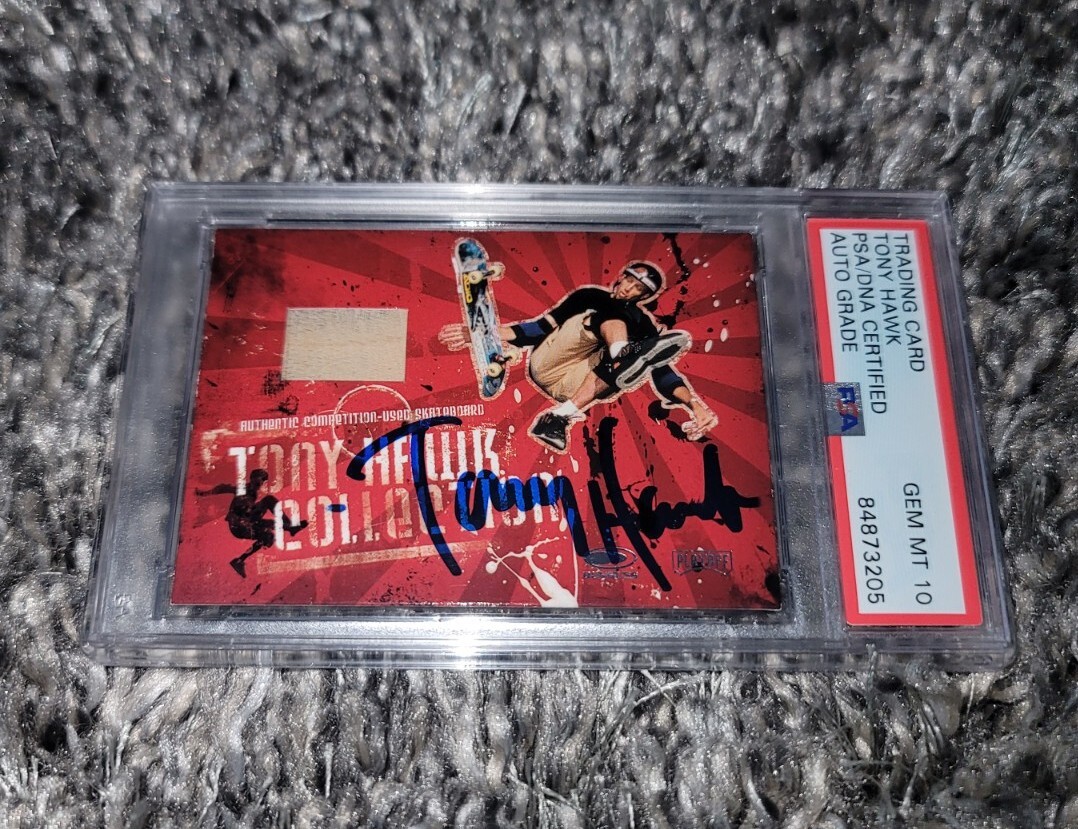 AUTHENTIC COMPETITION-USED SKATEBOARD
TONY HAWK
COLLECTION
Tony Hawk
TRADING CARD
TONY HAWK
PSA/DNA CERTIFIED
AUTO GRADE
PSA
GEM MT 10
84873205